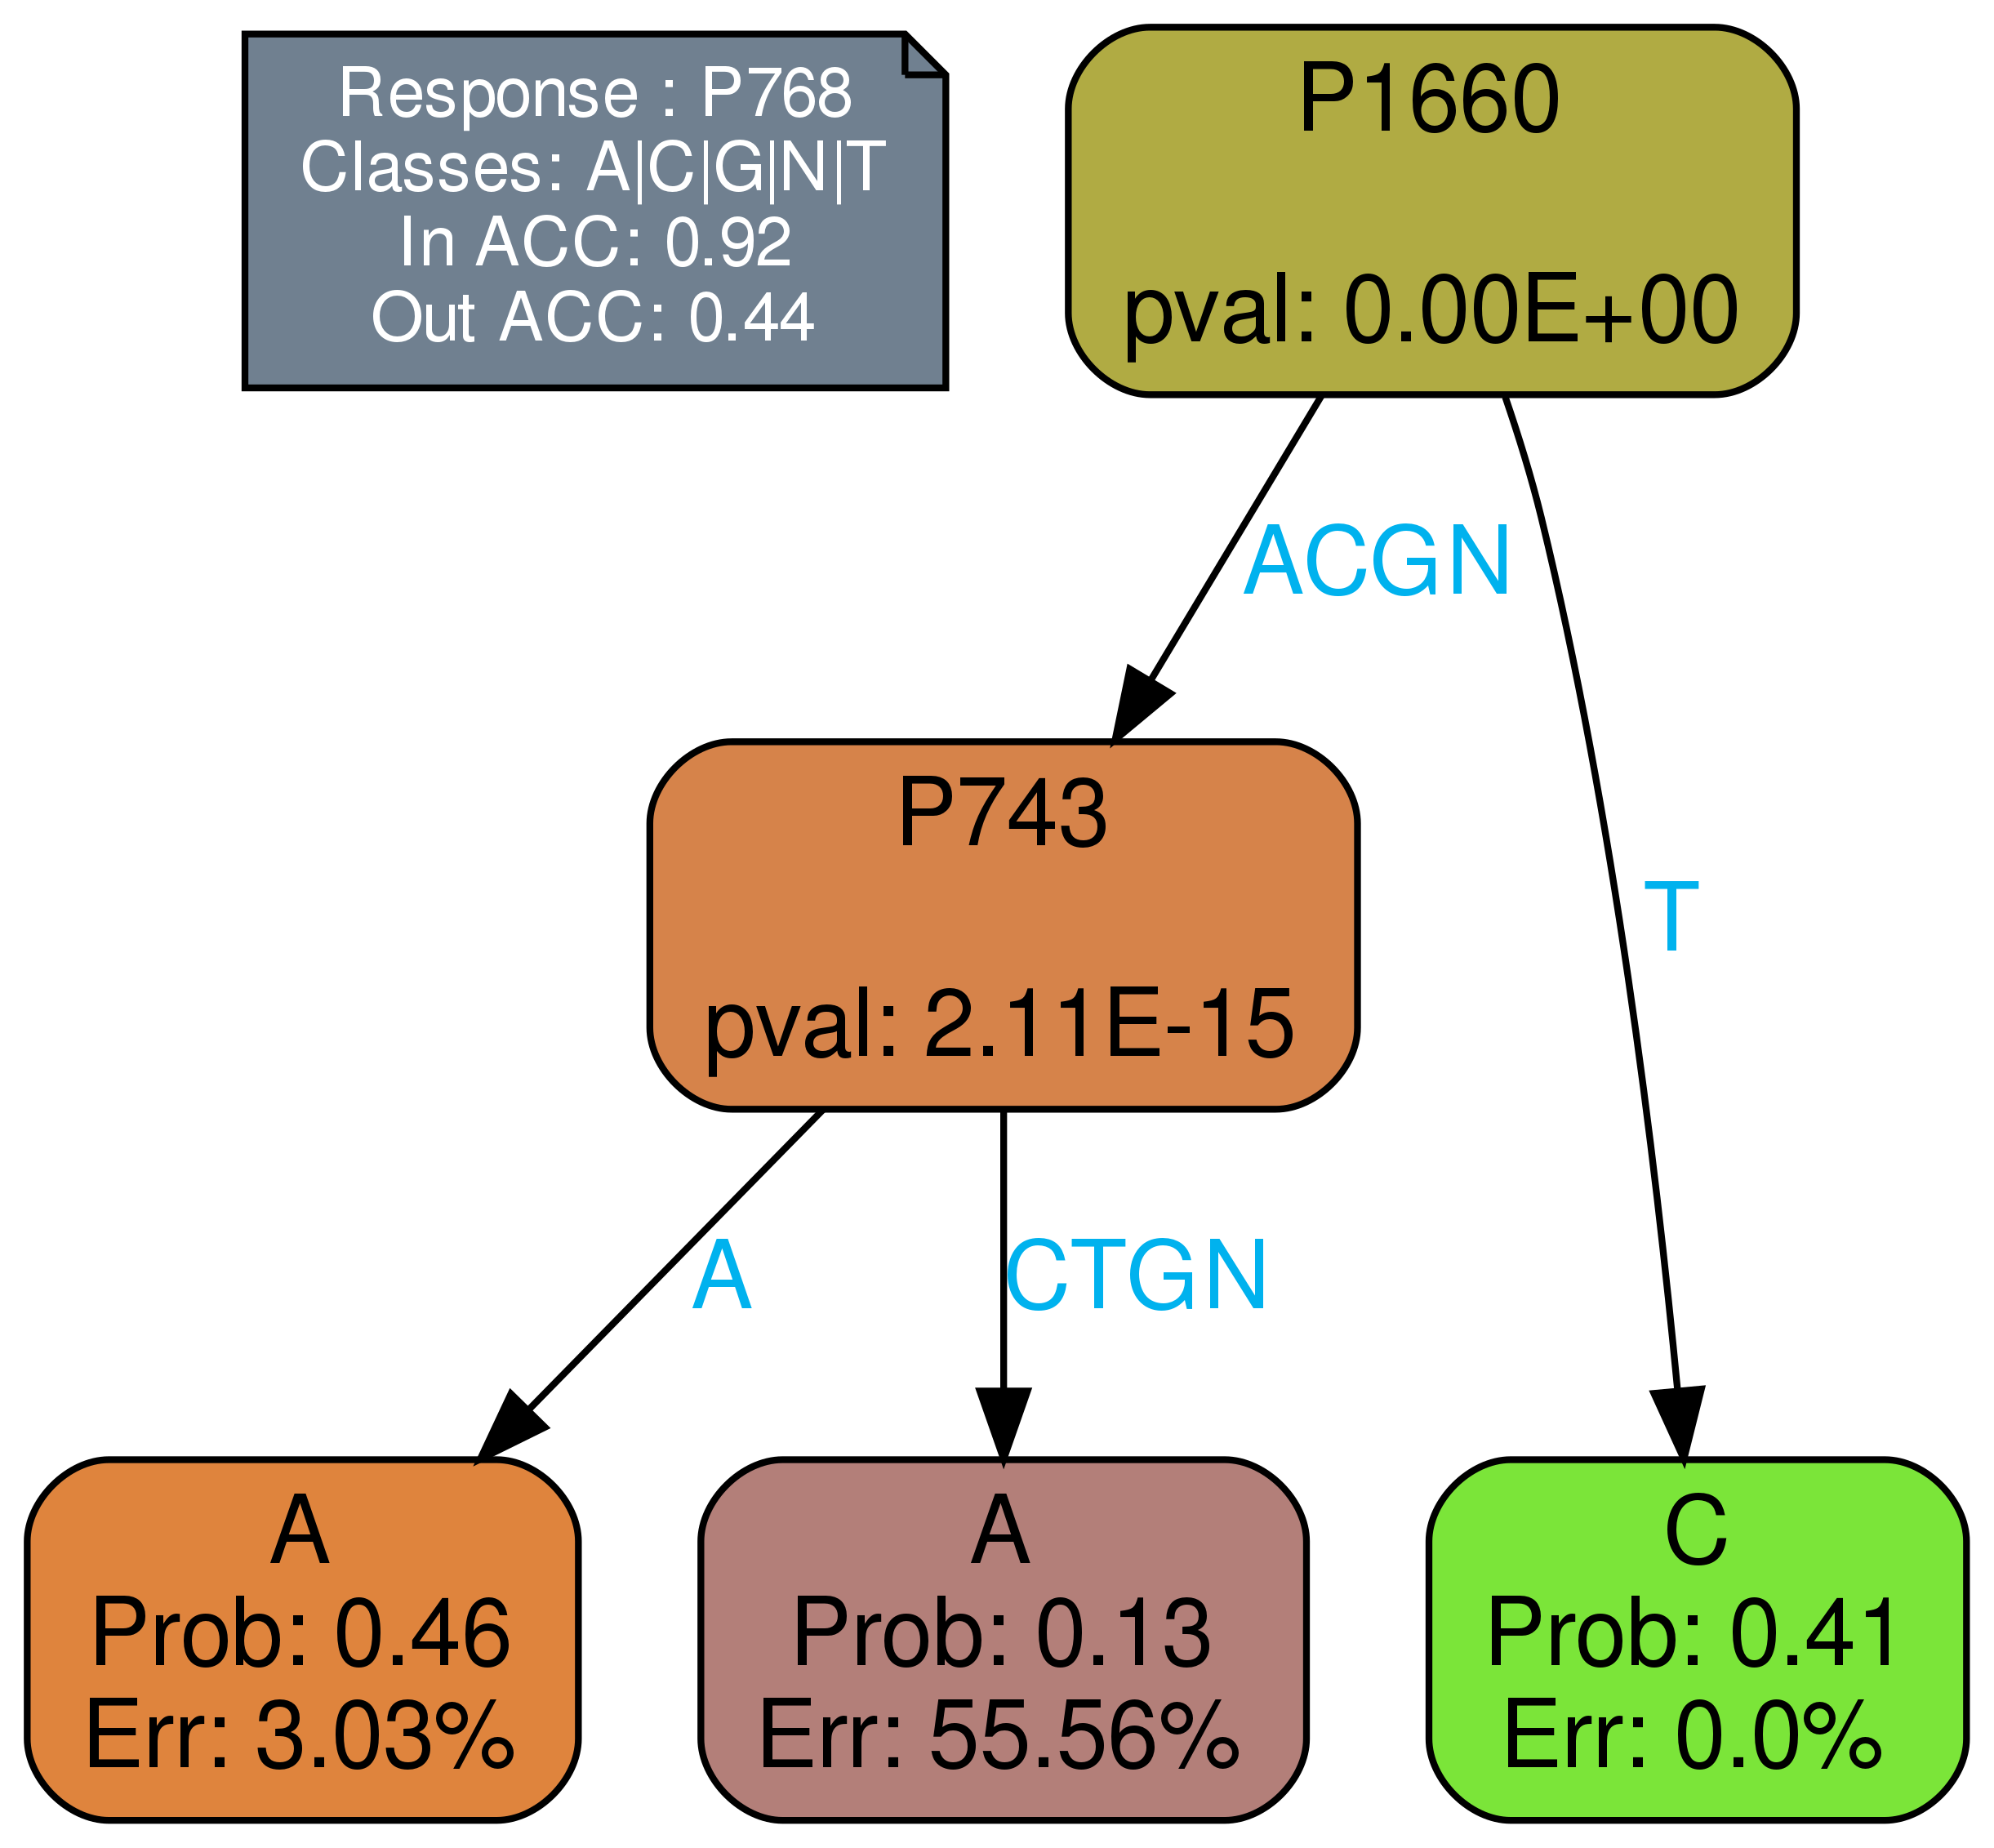 Response : P768
Classes: A|C|G|N|T
In ACC: 0.92
Out ACC: 0.44
P1660
pval: 0.00E+00
ACGN
T
P743
pval: 2.11E-15
A
CTGN
A
Prob: 0.46
Err: 3.03%
A
Prob: 0.13
Err: 55.56%
C
Prob: 0.41
Err: 0.0%